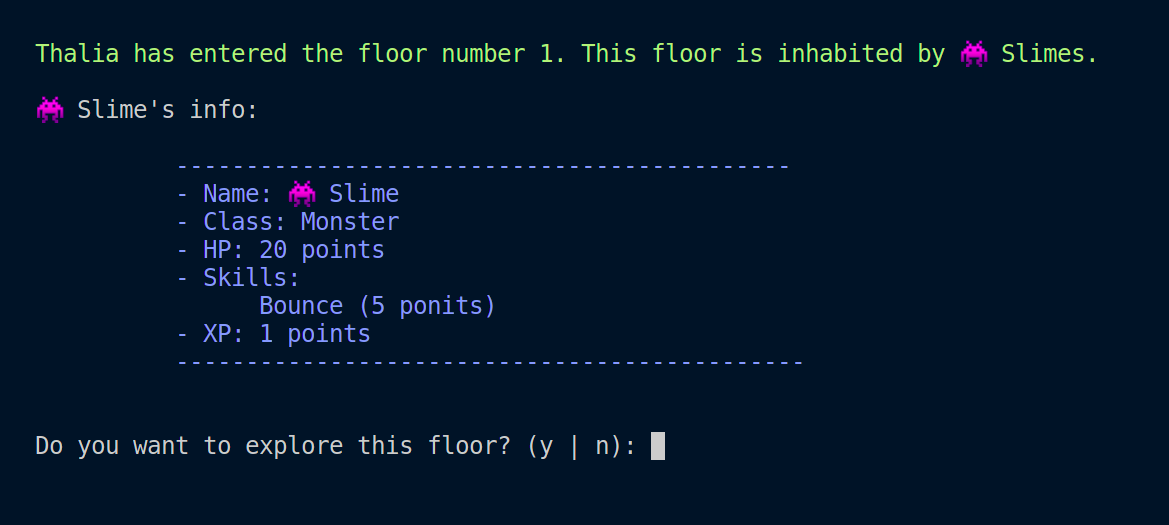 Thalia has entered the floor number 1. This floor is inhabited by 👾 Slimes.
👾 Slime's info:
--------------------------------------------
- Name: 👾 Slime
- Class: Monster
- HP: 20 points
- Skills:
Bounce (5 ponits)
- XP: 1 points
---------------------------------------------
Do you want to explore this floor? (y | n):